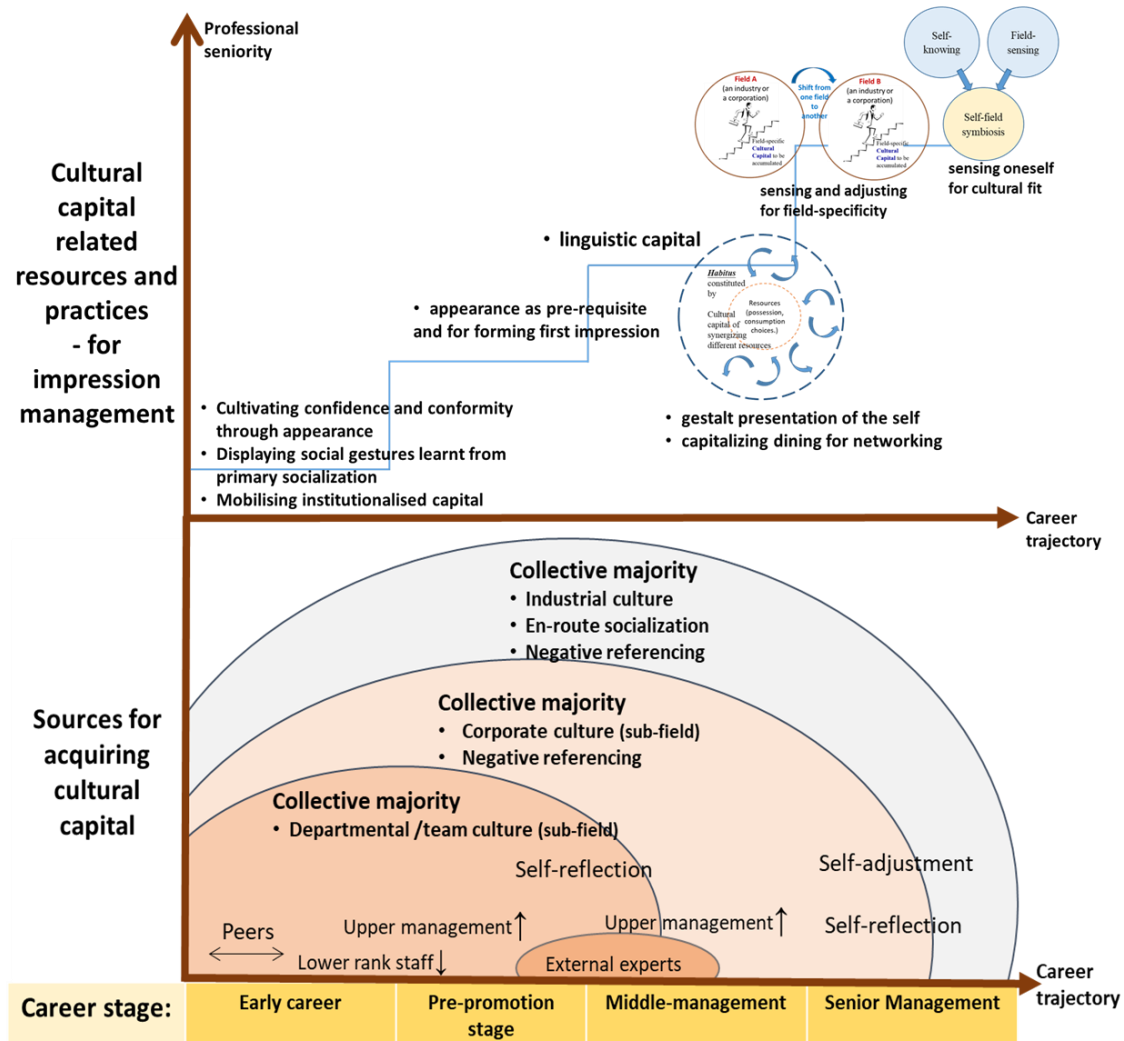 Professional
seniority
Cultural
capital
related
resources and
practices
- for
impression
management
Self-
knowing
Field-
sensing
Self-field
symbiosis
sensing oneself
for cultural fit
Field A
(an industry or
a corporation)
Field-specific
Cultural
Capital to be
accumulated
Shift from
one field
to
another
Field B
(an industry or
a corporation)
Field-specific
Cultural
Capital to be
accumulated
sensing and adjusting
for field-specificity
• linguistic capital
• appearance as pre-requisite
and for forming first impression
Habitus
constituted
by
Cultural
capital of
synergizing
different resources
Resources
(possession,
consumption
choices.)
• gestalt presentation of the self
• capitalizing dining for networking
• Cultivating confidence and conformity
through appearance
• Displaying social gestures learnt from
primary socialization
• Mobilising institutionalised capital
Career
trajectory
Sources for
acquiring
cultural
capital
Collective majority
• Industrial culture
• En-route socialization
• Negative referencing
Collective majority
• Corporate culture (sub-field)
• Negative referencing
Collective majority
• Departmental /team culture (sub-field)
Self-reflection
Self-adjustment
Upper management↑
Upper management↑
Self-reflection
Peers
Lower rank staff↓
External experts
Career
trajectory
Career stage:
Early career
Pre-promotion
stage
Middle-management
Senior Management